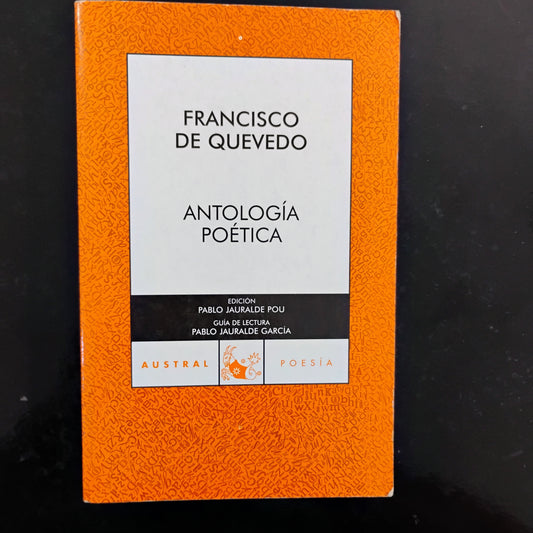 FRANCISCO
DE QUEVEDO
ANTOLOGÍA
POÉTICA
EDICIÓN
PABLO JAURALDE POU
GUÍA DE LECTURA
PABLO JAURALDE GARCÍA
AUSTRAL POESÍA